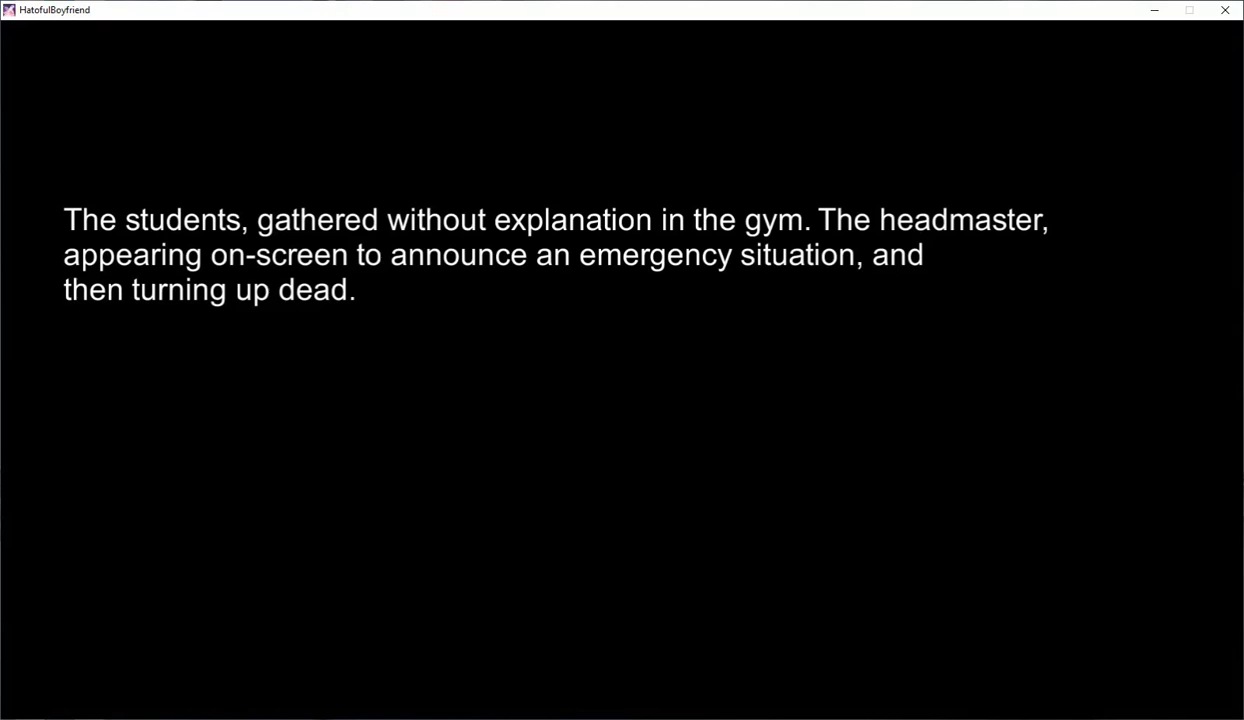 HatofulBoyfriend
The students, gathered without explanation in the gym. The headmaster,
appearing on-screen to announce an emergency situation, and
then turning up dead.